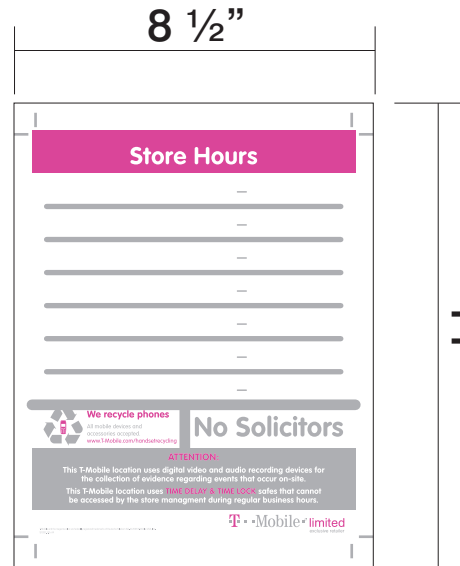 8 ½”
Store Hours
–
–
–
–
–
–
–
We recycle phones
All mobile devices and
accessories accepted
www.T-Mobile.com/handsetrecycling
No Solicitors
ATTENTION:
This T-Mobile location uses digital video and audio recording devices for
the collection of evidence regarding events that occur on-site.
This T-Mobile location uses TIME DELAY & TIME LOCK safes that cannot
be accessed by the store managment during regular business hours.
T··Mobile· limited